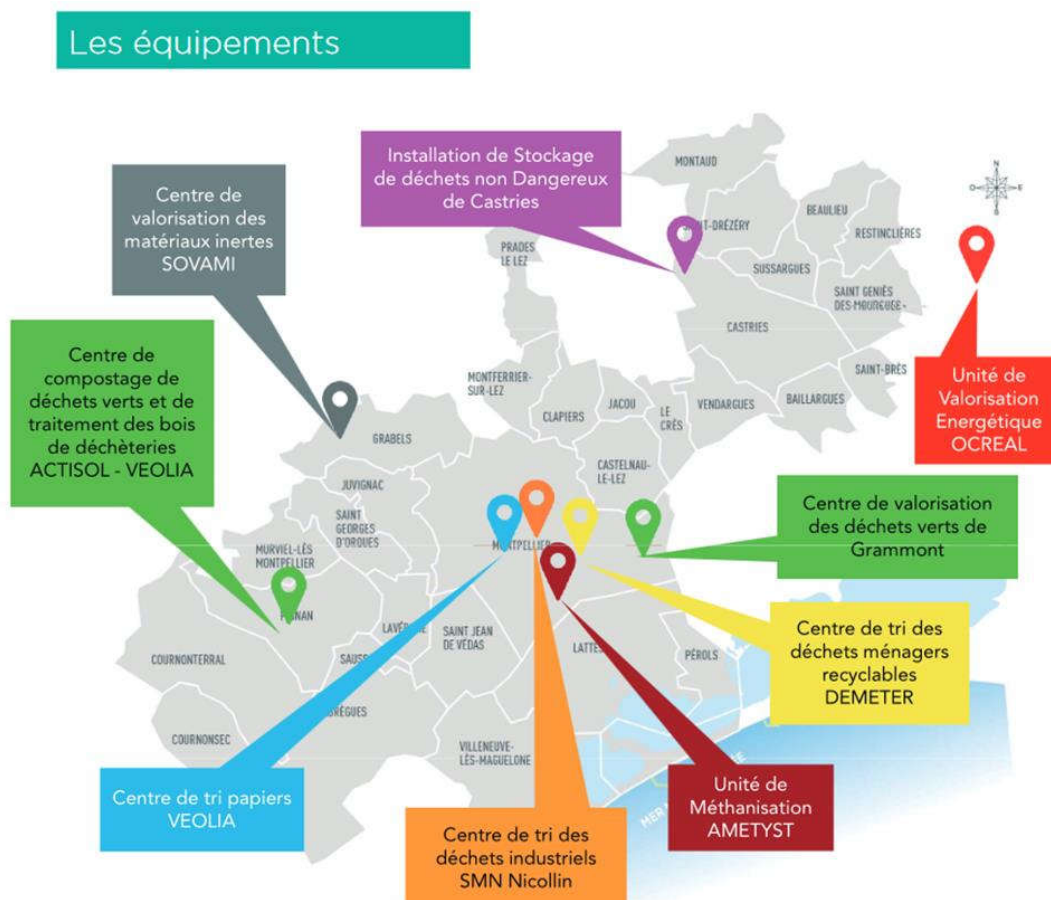 Les équipements
Installation de Stockage
de déchets non Dangereux
de Castries
Centre de
valorisation des
matériaux inertes
SOVAMI
Centre de
compostage de
déchets verts et de
traitement des bois
de déchèteries
ACTISOL - VEOLIA
MONTAUD
BEAULIEU
RESTINCLIÈRES
PRADES
LE LEZ
SUSSARGUES
SAINT GENIÈS
DES-MOURGUES
CASTRIES
N
O
E
Unité de
Valorisation
Energétique
OCREAL
MONTFERRIER-
SUR-LEZ
CLAPIERS
JACOU
LE
CRÈS
VENDARGUES
BAILLARGUES
SAINT-BRÈS
GRABELS
CASTELNAU-
LE-LEZ
JUVIGNAC
SAINT
GEORGES
D'ORQUES
MURVIEL-LÈS
MONTPELLIER
MONTPELLIER
Centre de valorisation
des déchets verts de
Grammont
COURNONTERRAL
SAINT JEAN
DE VÉDAS
LATTES
PÉROLS
Centre de tri des
déchets ménagers
recyclables
DEMETER
COURNONSEC
VILLENEUVE-
LÈS-MAGUELONE
Centre de tri papiers
VEOLIA
Centre de tri des
déchets industriels
SMN Nicollin
Unité de
Méthanisation
AMETYST
MER